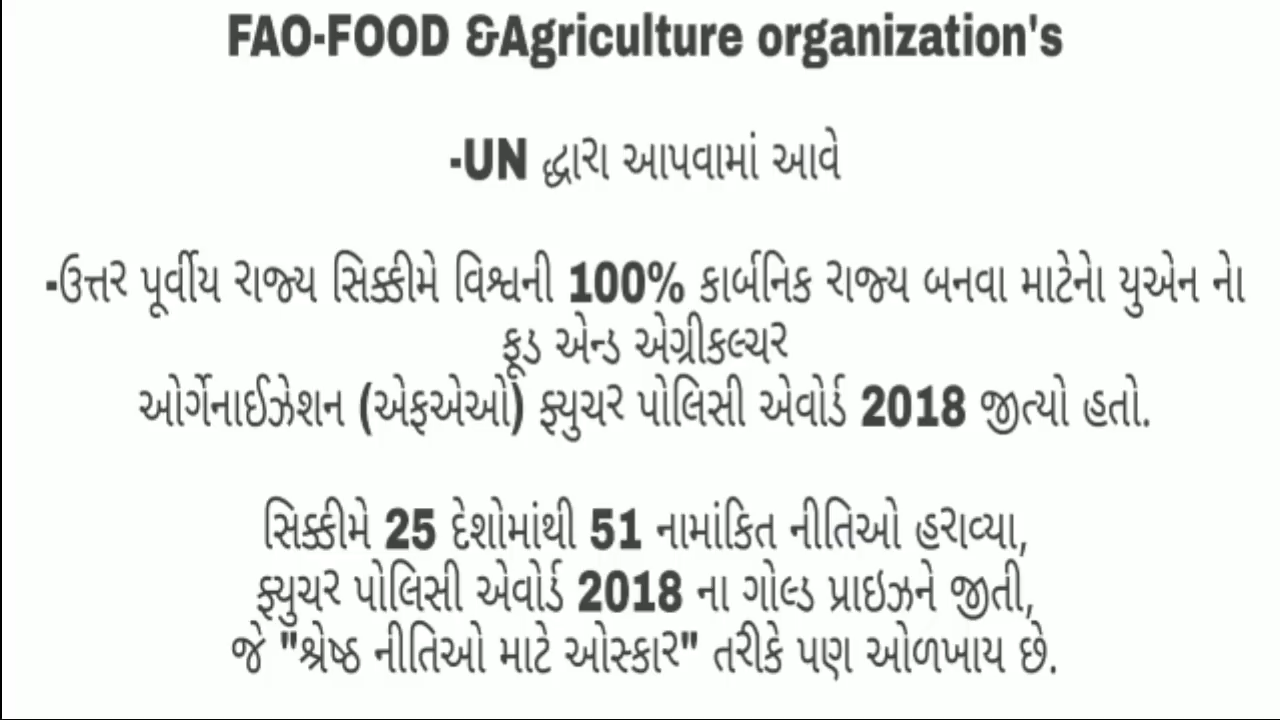 FAO-FOOD &Agriculture organization's
-UN દ્ધારા આપવામાં આવે
-ઉત્તર પૂર્વીય રાજ્ય સિક્કીમે વિશ્વની 100% કાર્બનિક રાજ્ય બનવા માટેનો યુએન નો
ફૂડ એન્ડ એગ્રીકલ્ચર
ઓર્ગેનાઈઝેશન (એફએઓ) ફ્યુચર પોલિસી એવોર્ડ 2018 જીત્યો હતો.
સિક્કીમે 25 દેશોમાંથી 51 નામાંકિત નીતિઓ હરાવ્યા,
ફ્યુચર પોલિસી એવોર્ડ 2018 ના ગોલ્ડ પ્રાઇઝને જીતી,
જે "શ્રેષ્ઠ નીતિઓ માટે ઓસ્કાર" તરીકે પણ ઓળખાય છે.